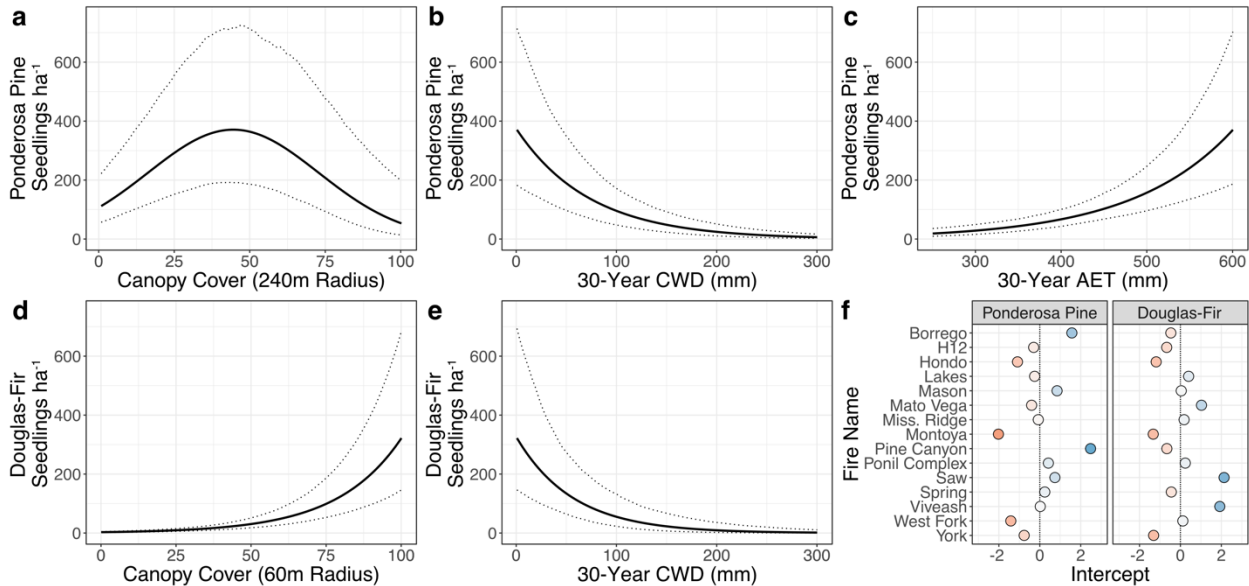 a
Ponderosa Pine
Seedlings ha⁻¹
600
400
200
0
0 25 50 75 100
Canopy Cover (240m Radius)
b
Ponderosa Pine
Seedlings ha⁻¹
600
400
200
0
0 100 200 300
30-Year CWD (mm)
c
Ponderosa Pine
Seedlings ha⁻¹
600
400
200
0
300 400 500 600
30-Year AET (mm)
d
Douglas-Fir
Seedlings ha⁻¹
600
400
200
0
0 25 50 75 100
Canopy Cover (60m Radius)
e
Douglas-Fir
Seedlings ha⁻¹
600
400
200
0
0 100 200 300
30-Year CWD (mm)
f
Ponderosa Pine Douglas-Fir
Fire Name
Borrego
H12
Hondo
Lakes
Mason
Mato Vega
Miss. Ridge
Montoya
Pine Canyon
Ponil Complex
Saw
Spring
Viveash
West Fork
York
-2 0 2 -2 0 2
Intercept